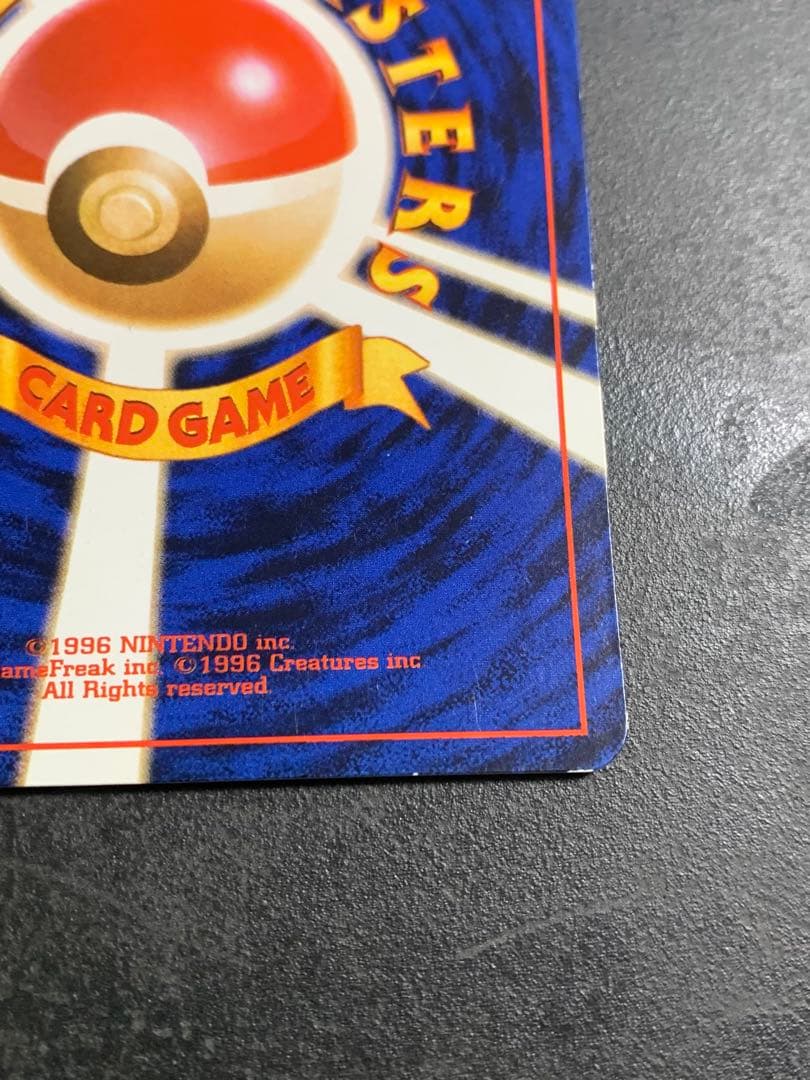 STERS
CARD GAME
©1996 NINTENDO inc.
ameFreak inc. ©1996 Creatures inc
All Rights reserved.